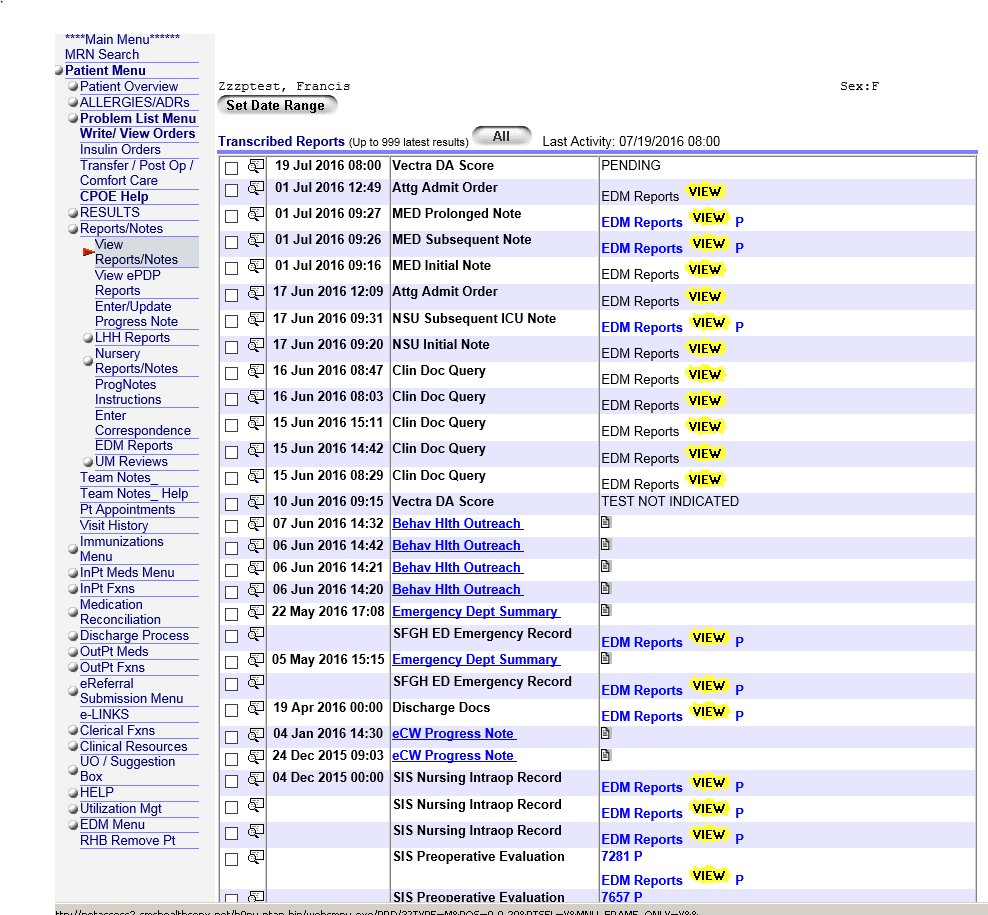 ****Main Menu******
MRN Search
Patient Menu
Patient Overview
ALLERGIES/ADRs
Problem List Menu
Write/ View Orders
Insulin Orders
Transfer / Post Op /
Comfort Care
CPOE Help
RESULTS
Reports/Notes
View
Reports/Notes
View ePDP
Reports
Enter/Update
Progress Note
LHH Reports
Nursery
Reports/Notes
ProgNotes
Instructions
Enter
Correspondence
EDM Reports
UM Reviews
Team Notes_
Team Notes_ Help
Pt Appointments
Visit History
Immunizations
Menu
InPt Meds Menu
InPt Fxns
Medication
Reconciliation
Discharge Process
OutPt Meds
OutPt Fxns
eReferral
Submission Menu
e-LINKS
Clerical Fxns
Clinical Resources
UO / Suggestion
Box
HELP
Utilization Mgt
EDM Menu
RHB Remove Pt
Zzzptest, Francis Sex:F
Set Date Range
Transcribed Reports (Up to 999 latest results) All Last Activity: 07/19/2016 08:00
19 Jul 2016 08:00 Vectra DA Score PENDING
01 Jul 2016 12:49 Attg Admit Order EDM Reports VIEW
01 Jul 2016 09:27 MED Prolonged Note EDM Reports VIEW P
01 Jul 2016 09:26 MED Subsequent Note EDM Reports VIEW P
01 Jul 2016 09:16 MED Initial Note EDM Reports VIEW
17 Jun 2016 12:09 Attg Admit Order EDM Reports VIEW
17 Jun 2016 09:31 NSU Subsequent ICU Note EDM Reports VIEW P
17 Jun 2016 09:20 NSU Initial Note EDM Reports VIEW
16 Jun 2016 08:47 Clin Doc Query EDM Reports VIEW
16 Jun 2016 08:03 Clin Doc Query EDM Reports VIEW
15 Jun 2016 15:11 Clin Doc Query EDM Reports VIEW
15 Jun 2016 14:42 Clin Doc Query EDM Reports VIEW
15 Jun 2016 08:29 Clin Doc Query EDM Reports VIEW
10 Jun 2016 09:15 Vectra DA Score TEST NOT INDICATED
07 Jun 2016 14:32 Behav Hlth Outreach
06 Jun 2016 14:42 Behav Hlth Outreach
06 Jun 2016 14:21 Behav Hlth Outreach
06 Jun 2016 14:20 Behav Hlth Outreach
22 May 2016 17:08 Emergency Dept Summary
SFGH ED Emergency Record EDM Reports VIEW P
05 May 2016 15:15 Emergency Dept Summary
SFGH ED Emergency Record EDM Reports VIEW P
19 Apr 2016 00:00 Discharge Docs EDM Reports VIEW P
04 Jan 2016 14:30 eCW Progress Note
24 Dec 2015 09:03 eCW Progress Note
04 Dec 2015 00:00 SIS Nursing Intraop Record EDM Reports VIEW P
SIS Nursing Intraop Record EDM Reports VIEW P
SIS Nursing Intraop Record EDM Reports VIEW P
SIS Preoperative Evaluation 7281 P
EDM Reports VIEW P
SIS Preoperative Evaluation 7657 P